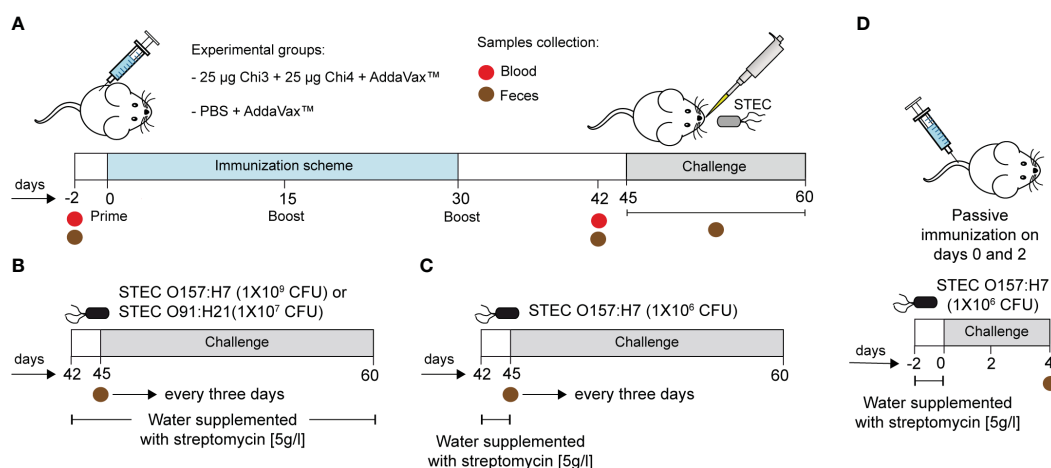 A
Experimental groups:
- 25 µg Chi3 + 25 µg Chi4 + AddaVax™
- PBS + AddaVax™
Samples collection:
Blood
Feces
STEC
Immunization scheme
Challenge
days
-2
0
15
30
42
45
60
Prime
Boost
Boost
B
STEC O157:H7 (1X10⁹ CFU) or
STEC O91:H21(1X10⁷ CFU)
Challenge
days
42
45
60
every three days
Water supplemented
with streptomycin [5g/l]
C
STEC O157:H7 (1X10⁶ CFU)
Challenge
days
42
45
60
every three days
Water supplemented
with streptomycin [5g/l]
D
Passive
immunization on
days 0 and 2
STEC O157:H7
(1X10⁶ CFU)
Challenge
days
-2
0
2
4
Water supplemented
with streptomycin [5g/l]